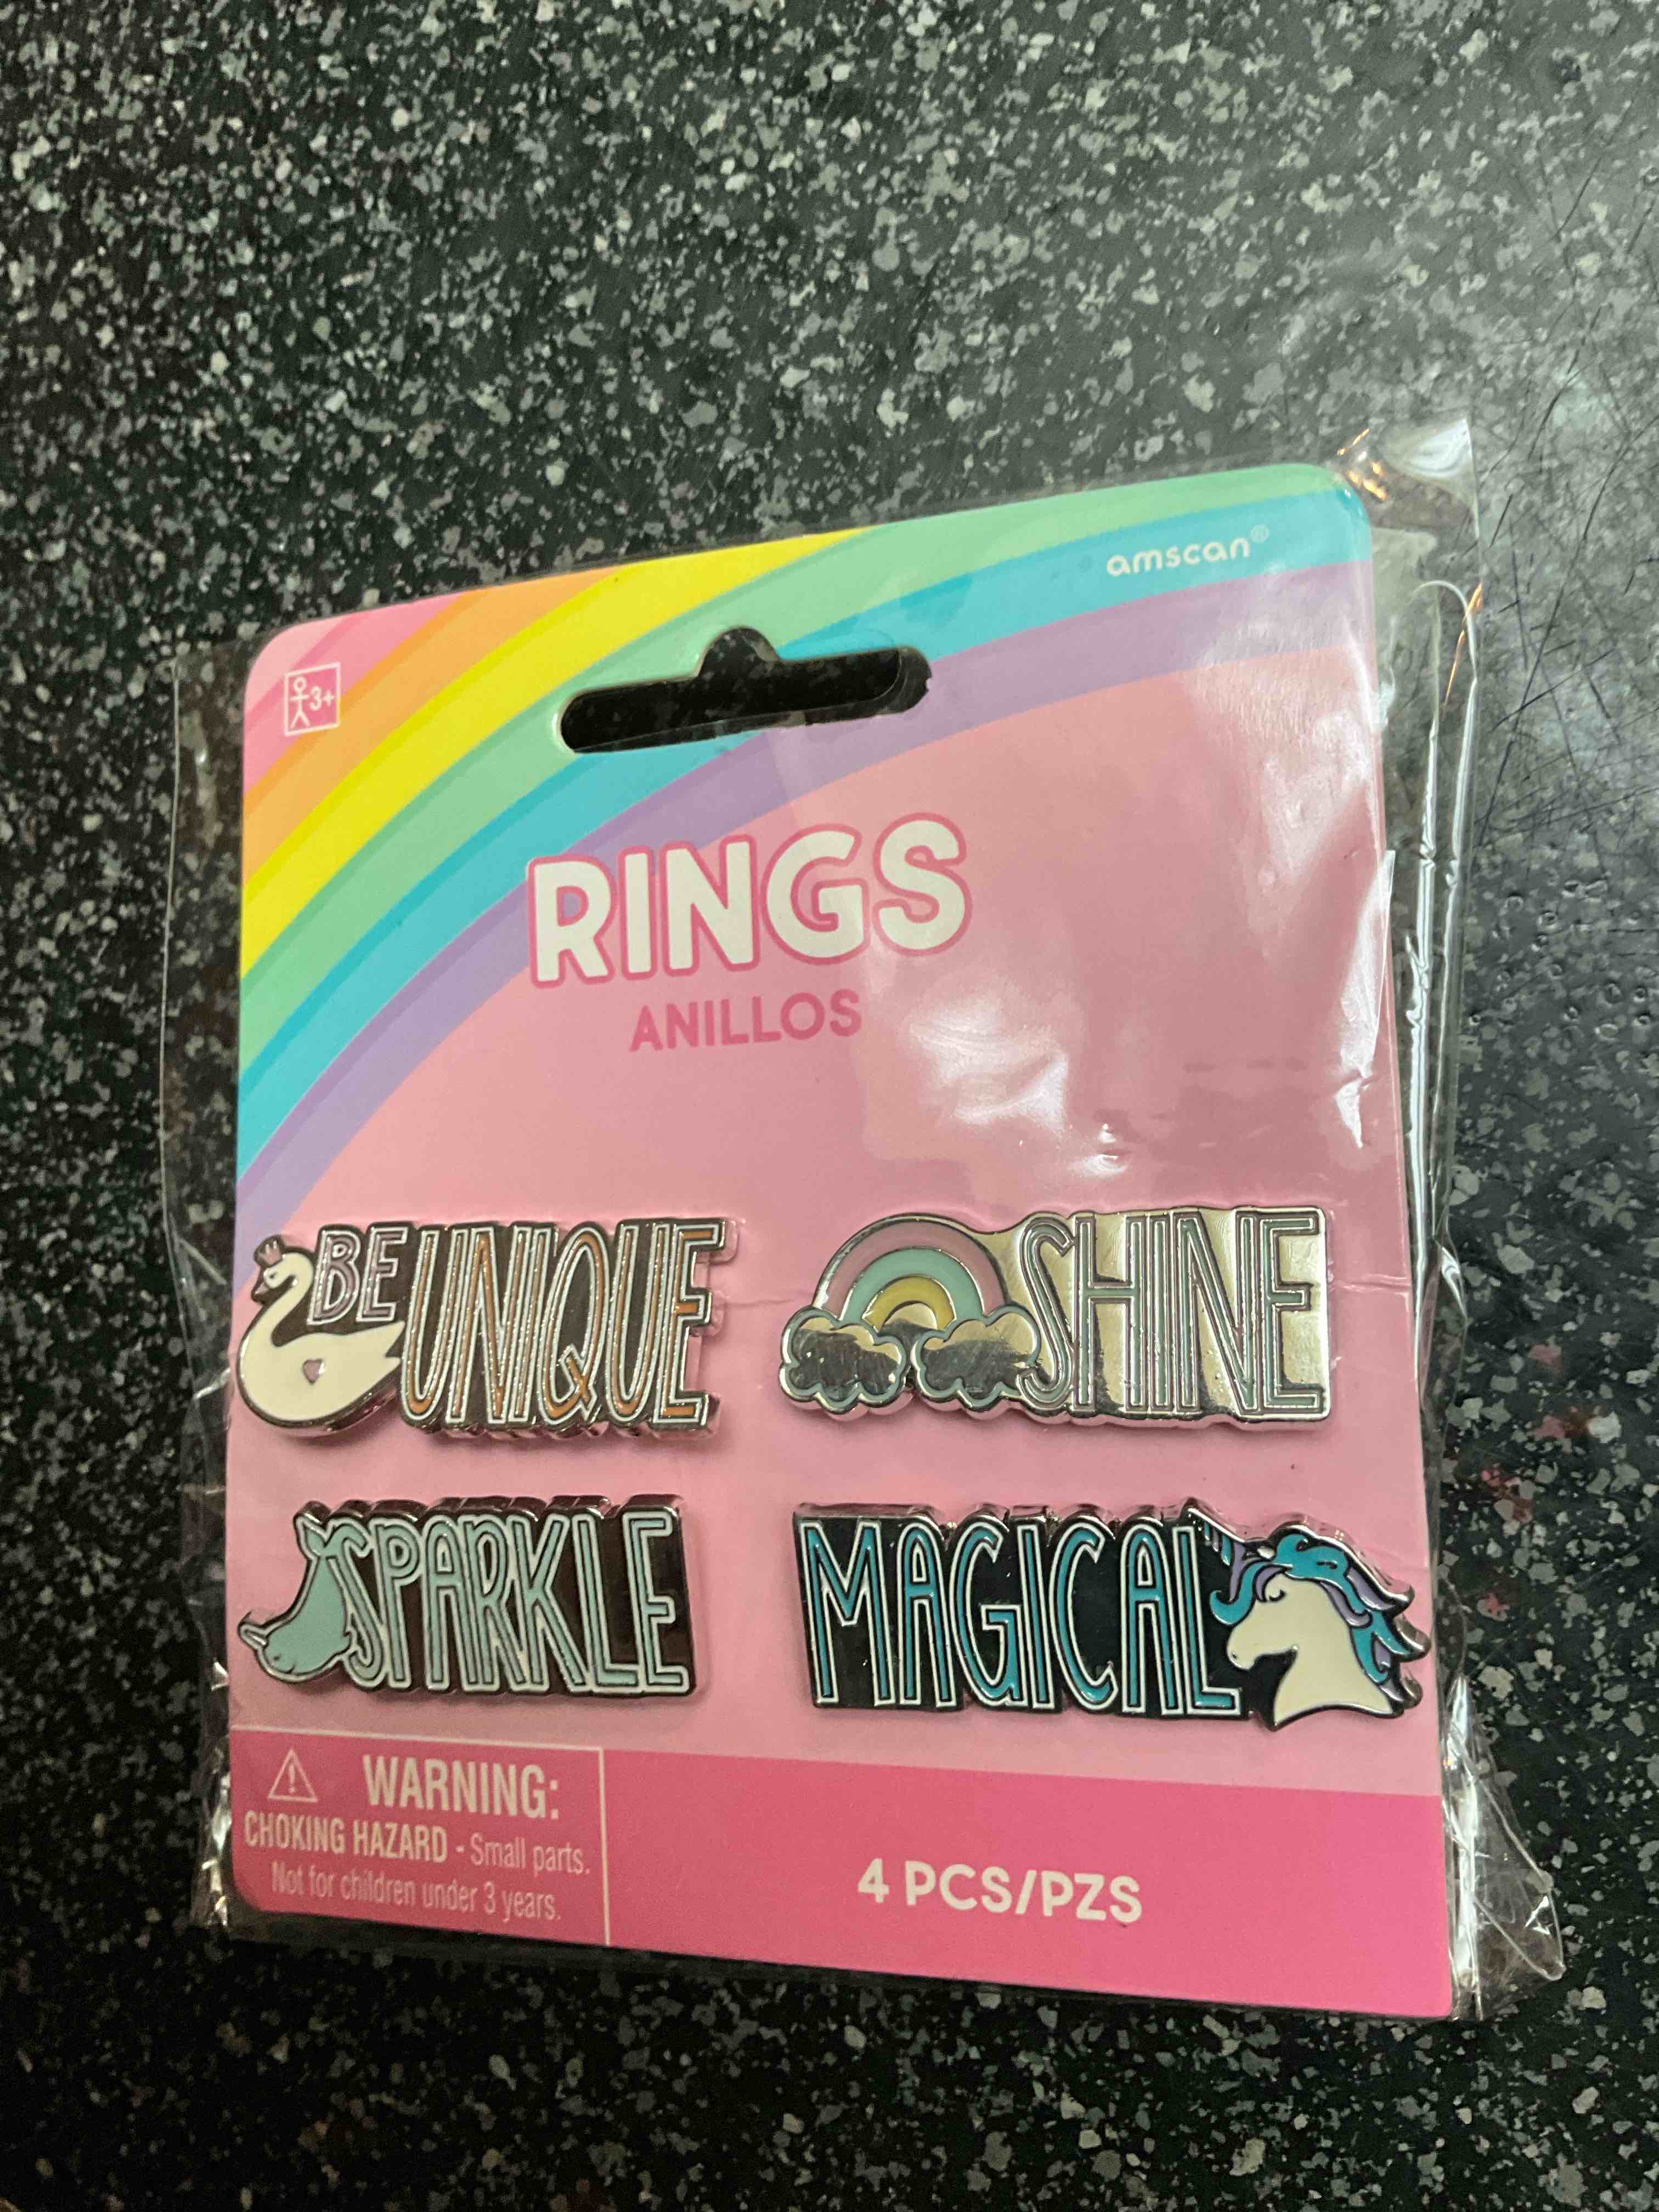 amscan®
3+
RINGS
ANILLOS
BE UNIQUE
SHINE
SPARKLE
MAGICAL
WARNING:
CHOKING HAZARD - Small parts.
Not for children under 3 years.
4 PCS/PZS